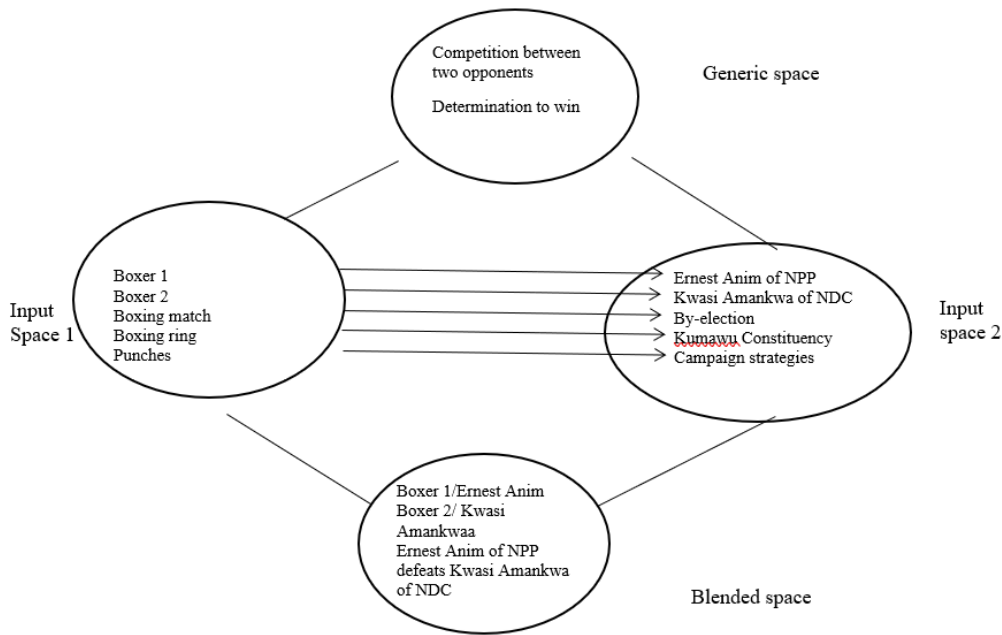 Competition between
two opponents
Determination to win
Generic space
Input
Space 1
Boxer 1
Boxer 2
Boxing match
Boxing ring
Punches
Ernest Anim of NPP
Kwasi Amankwa of NDC
By-election
Kumawu Constituency
Campaign strategies
Input
space 2
Boxer 1/Ernest Anim
Boxer 2/ Kwasi
Amankwaa
Ernest Anim of NPP
defeats Kwasi Amankwa
of NDC
Blended space